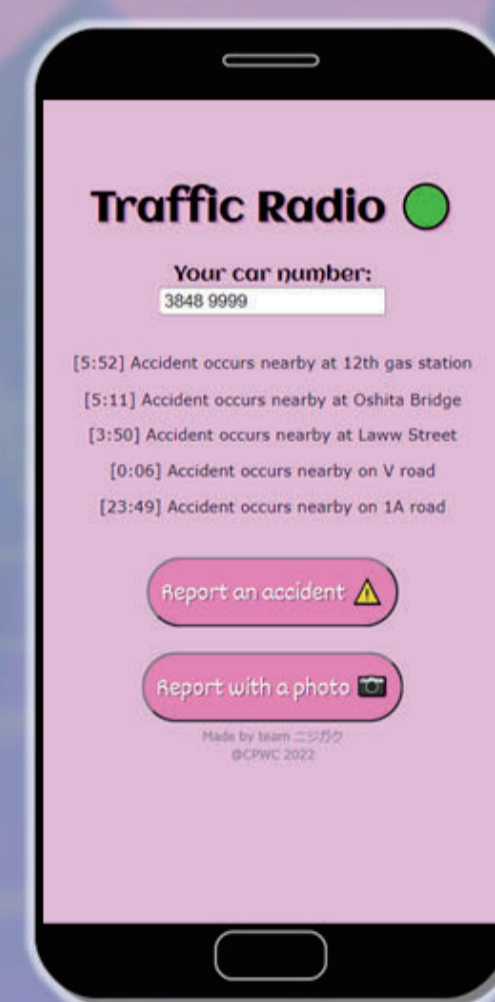 Traffic Radio
Your car number:
3848 9999
[5:52] Accident occurs nearby at 12th gas station
[5:11] Accident occurs nearby at Oshita Bridge
[3:50] Accident occurs nearby at Laww Street
[0:06] Accident occurs nearby on V road
[23:49] Accident occurs nearby on 1A road
Report an accident
Report with a photo
Made by team ニジガク
@CPWC 2022